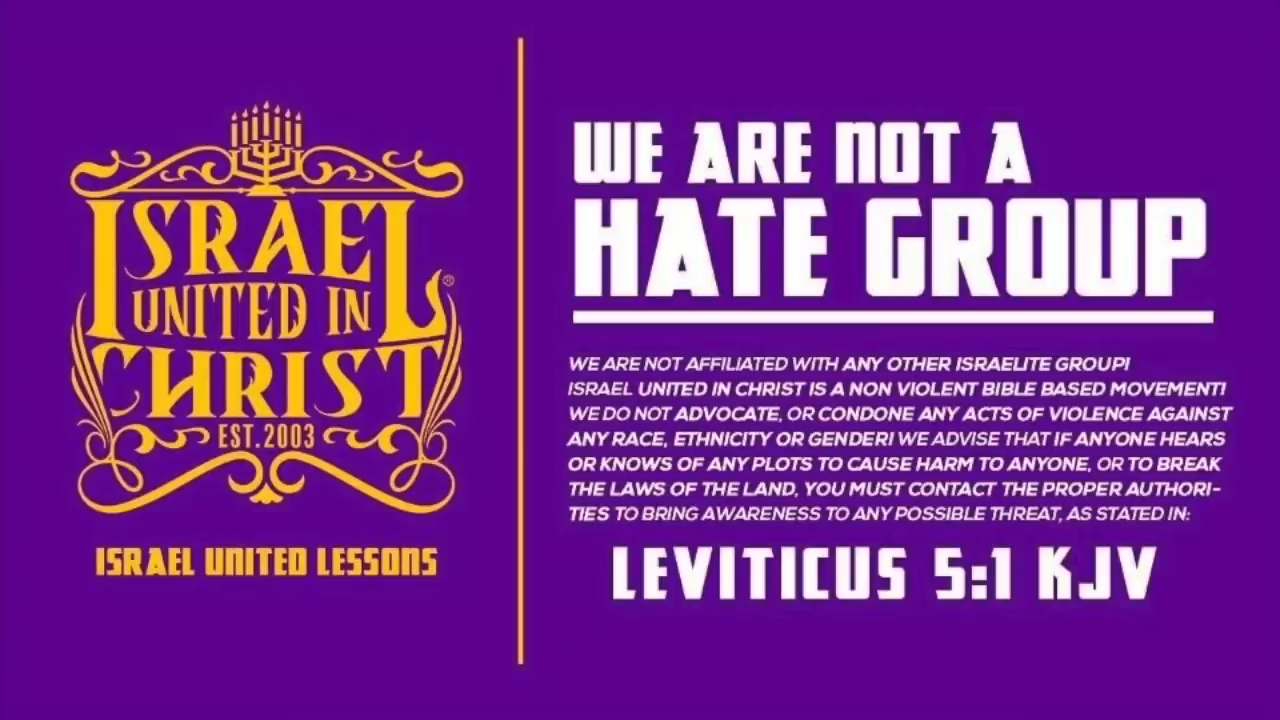 ISRAEL
UNITED IN
CHRIST
EST. 2003
®
ISRAEL UNITED LESSONS
WE ARE NOT A
HATE GROUP
WE ARE NOT AFFILIATED WITH ANY OTHER ISRAELITE GROUP!
ISRAEL UNITED IN CHRIST IS A NON VIOLENT BIBLE BASED MOVEMENT!
WE DO NOT ADVOCATE, OR CONDONE ANY ACTS OF VIOLENCE AGAINST
ANY RACE, ETHNICITY OR GENDER! WE ADVISE THAT IF ANYONE HEARS
OR KNOWS OF ANY PLOTS TO CAUSE HARM TO ANYONE, OR TO BREAK
THE LAWS OF THE LAND, YOU MUST CONTACT THE PROPER AUTHORI-
TIES TO BRING AWARENESS TO ANY POSSIBLE THREAT, AS STATED IN:
LEVITICUS 5:1 KJV